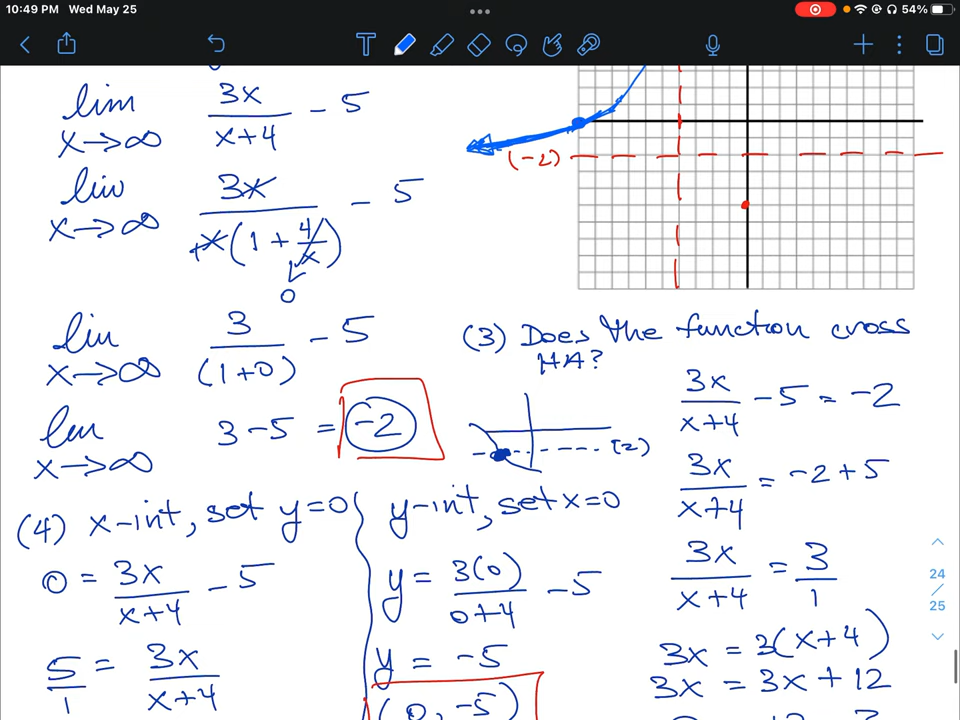 10:49 PM Wed May 25 54%
lim x→∞ 3x/(x+4) - 5
lim x→∞ 3x/(x(1 + 4/x)) - 5
0
lim x→∞ 3/(1+0) - 5
lim x→∞ 3 - 5 = -2
(4) x-int, set y=0
0 = 3x/(x+4) - 5
5/1 = 3x/(x+4)
y-int, set x=0
y = 3(0)/(0+4) - 5
y = -5
(0, -5)
(-2)
(3) Does the function cross
HA?
(2)
3x/(x+4) - 5 = -2
3x/(x+4) = -2 + 5
3x/(x+4) = 3/1
3x = 3(x+4)
3x = 3x + 12
24
/
25